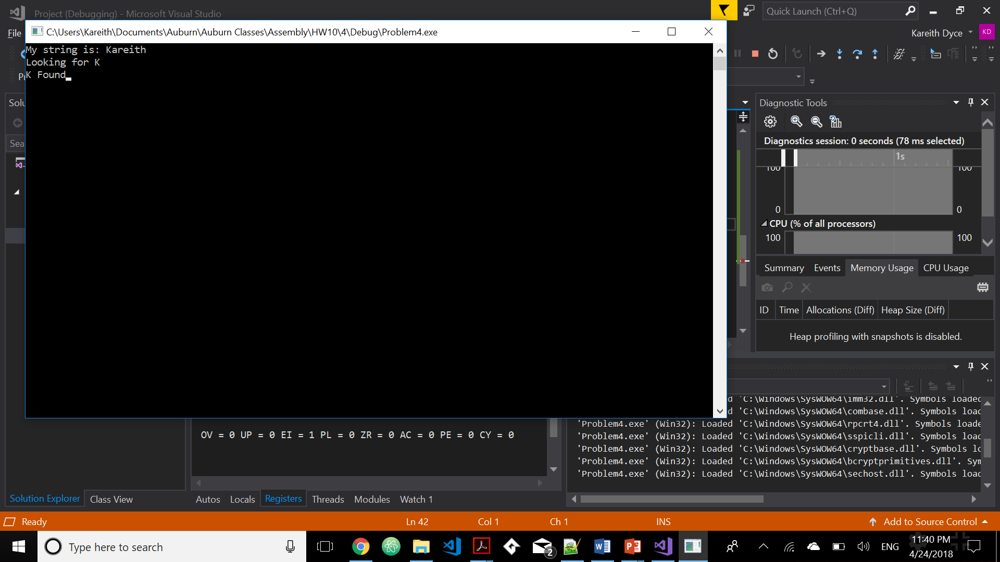 Project (Debugging) - Microsoft Visual Studio
Quick Launch (Ctrl+Q)
File
Kareith Dyce
KD
C:\Users\Kareith\Documents\Auburn\Auburn Classes\Assembly\HW10\4\Debug\Problem4.exe
My string is: Kareith
Looking for K
K Found
Solu
Sea
Diagnostic Tools
Diagnostics session: 0 seconds (78 ms selected)
1s
100 100
0 0
CPU (% of all processors)
100 100
Summary Events Memory Usage CPU Usage
ID Time Allocations (Diff) Heap Size (Diff)
Heap profiling with snapshots is disabled.
d 'C:\Windows\SysWOW64\imm32.dll'. Symbols loaded
d 'C:\Windows\SysWOW64\combase.dll'. Symbols load
'Problem4.exe' (Win32): Loaded 'C:\Windows\SysWOW64\rpcrt4.dll'. Symbols loade
'Problem4.exe' (Win32): Loaded 'C:\Windows\SysWOW64\sspicli.dll'. Symbols load
'Problem4.exe' (Win32): Loaded 'C:\Windows\SysWOW64\cryptbase.dll'. Symbols lo
'Problem4.exe' (Win32): Loaded 'C:\Windows\SysWOW64\bcryptprimitives.dll'. Sym
'Problem4.exe' (Win32): Loaded 'C:\Windows\SysWOW64\sechost.dll'. Symbols load
OV = 0 UP = 0 EI = 1 PL = 0 ZR = 0 AC = 0 PE = 0 CY = 0
Solution Explorer Class View
Autos Locals Registers Threads Modules Watch 1
Ready Ln 42 Col 1 Ch 1 INS Add to Source Control
Type here to search
2
ENG
11:40 PM
4/24/2018